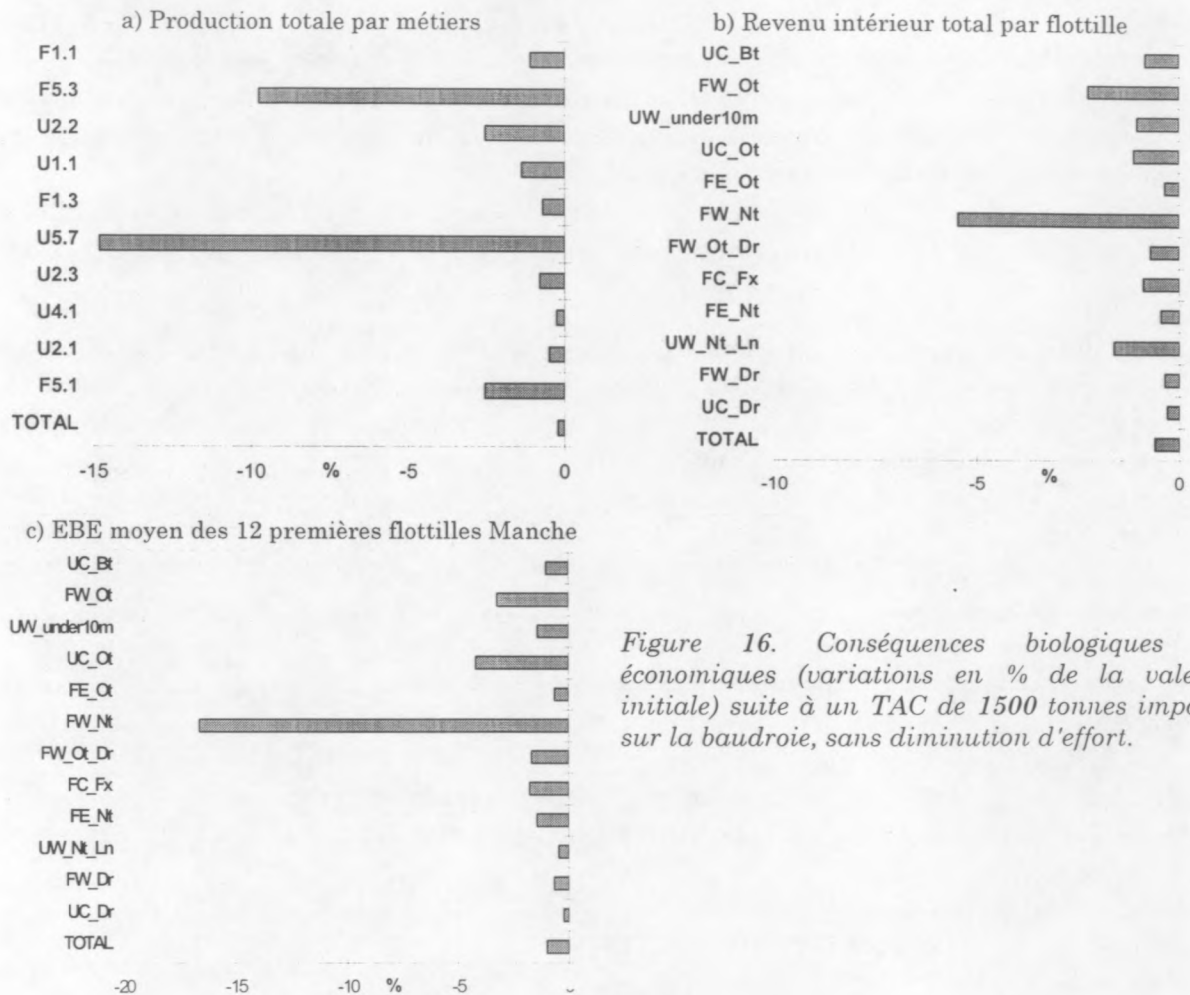 a) Production totale par métiers
F1.1
F5.3
U2.2
U1.1
F1.3
U5.7
U2.3
U4.1
U2.1
F5.1
TOTAL
-15 -10 % -5 0
b) Revenu intérieur total par flottille
UC_Bt
FW_Ot
UW_under10m
UC_Ot
FE_Ot
FW_Nt
FW_Ot_Dr
FC_Fx
FE_Nt
UW_Nt_Ln
FW_Dr
UC_Dr
TOTAL
-10 -5 % 0
c) EBE moyen des 12 premières flottilles Manche
UC_Bt
FW_Ot
UW_under10m
UC_Ot
FE_Ot
FW_Nt
FW_Ot_Dr
FC_Fx
FE_Nt
UW_Nt_Ln
FW_Dr
UC_Dr
TOTAL
-20 -15 -10 % -5
Figure 16. Conséquences biologiques
économiques (variations en % de la vale
initiale) suite à un TAC de 1500 tonnes impo
sur la baudroie, sans diminution d'effort.